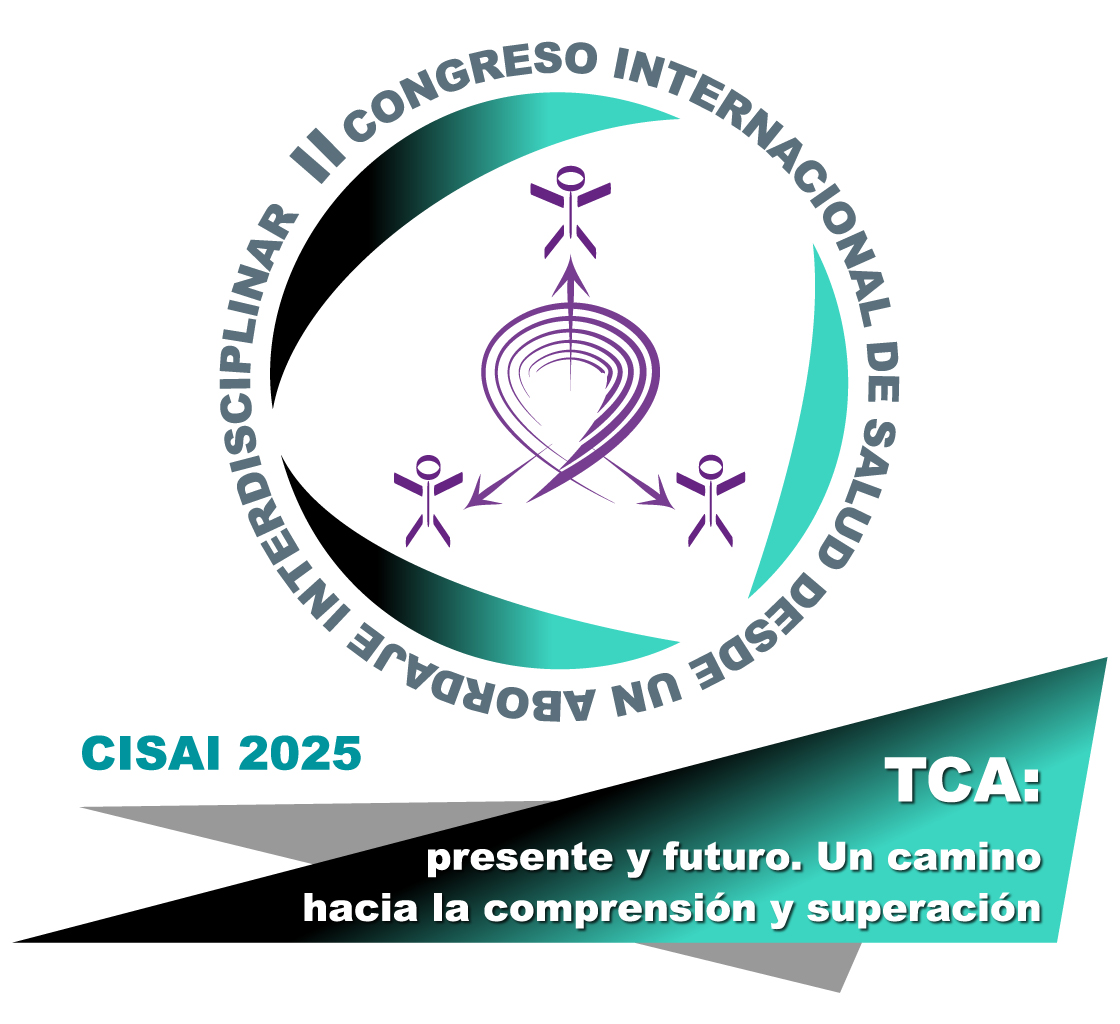 II CONGRESO INTERNACIONAL DE SALUD DESDE UN ABORDAJE INTERDISCIPLINAR
CISAI 2025
TCA:
presente y futuro. Un camino
hacia la comprensión y superación